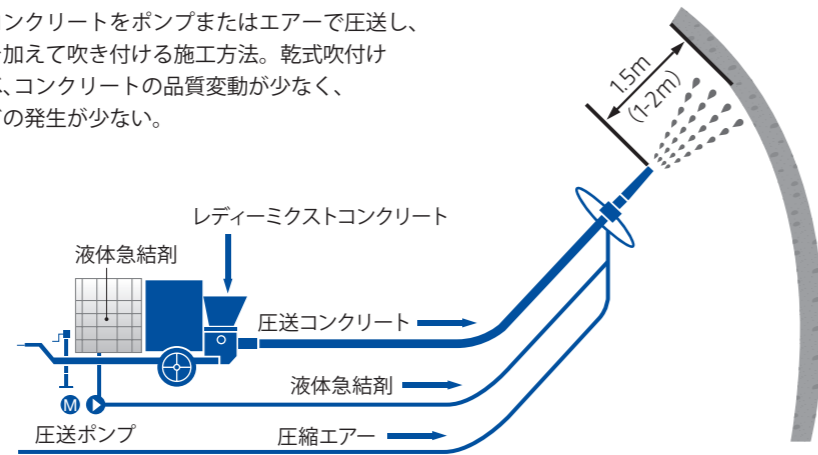 ンクリートをポンプまたはエアーで圧送し、
加えて吹き付ける施工方法。乾式吹付け
、コンクリートの品質変動が少なく、
の発生が少ない。
1.5m
(1-2m)
レディーミクストコンクリート
液体急結剤
圧送コンクリート
液体急結剤
M
圧送ポンプ
圧縮エアー